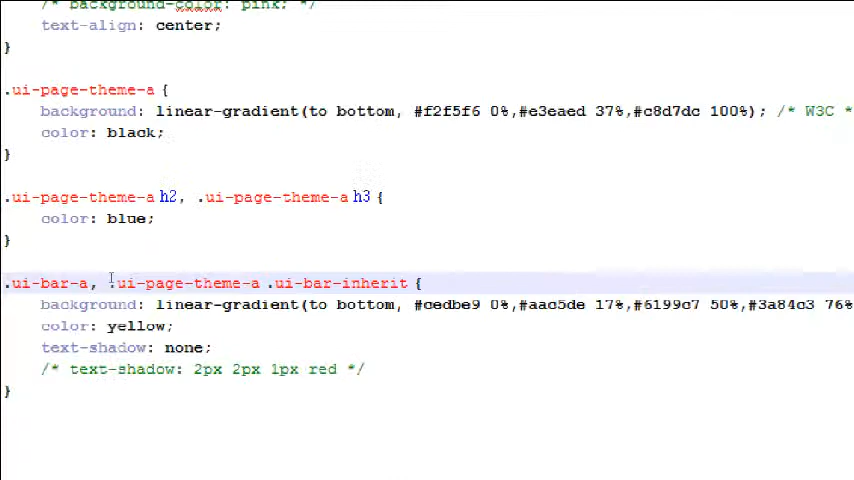 /* background-color: pink; */
text-align: center;
}
.ui-page-theme-a {
background: linear-gradient(to bottom, #f2f5f6 0%,#e3eaed 37%,#c8d7dc 100%); /* W3C *
color: black;
}
.ui-page-theme-a h2, .ui-page-theme-a h3 {
color: blue;
}
.ui-bar-a, .ui-page-theme-a .ui-bar-inherit {
background: linear-gradient(to bottom, #cedbe9 0%,#aac5de 17%,#6199c7 50%,#3a84c3 76%
color: yellow;
text-shadow: none;
/* text-shadow: 2px 2px 1px red */
}